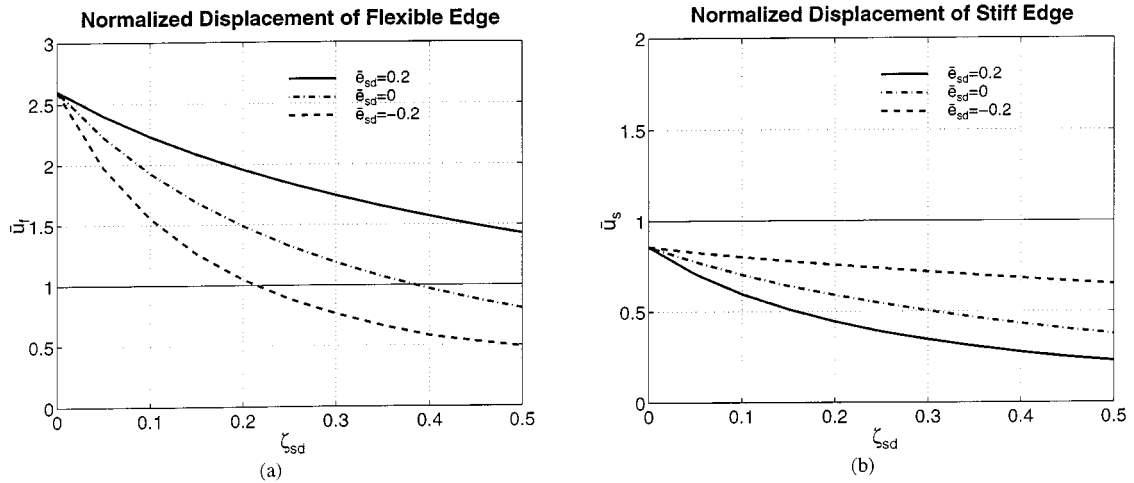 Normalized Displacement of Flexible Edge
3
2.5
2
1.5
1
0.5
0
ū_f
ē_sd=0.2
ē_sd=0
ē_sd=−0.2
0 0.1 0.2 0.3 0.4 0.5
ζ_sd
(a)
Normalized Displacement of Stiff Edge
2
1.5
1
0.5
0
ū_s
ē_sd=0.2
ē_sd=0
ē_sd=−0.2
0 0.1 0.2 0.3 0.4 0.5
ζ_sd
(b)